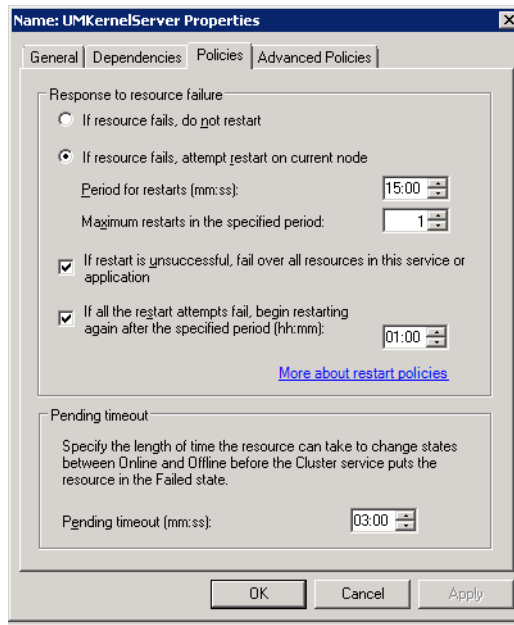 Name: UMKernelServer Properties
General Dependencies Policies Advanced Policies
Response to resource failure
If resource fails, do not restart
If resource fails, attempt restart on current node
Period for restarts (mm:ss): 15:00
Maximum restarts in the specified period: 1
If restart is unsuccessful, fail over all resources in this service or
application
If all the restart attempts fail, begin restarting
again after the specified period (hh:mm): 01:00
More about restart policies
Pending timeout
Specify the length of time the resource can take to change states
between Online and Offline before the Cluster service puts the
resource in the Failed state.
Pending timeout (mm:ss): 03:00
OK Cancel Apply